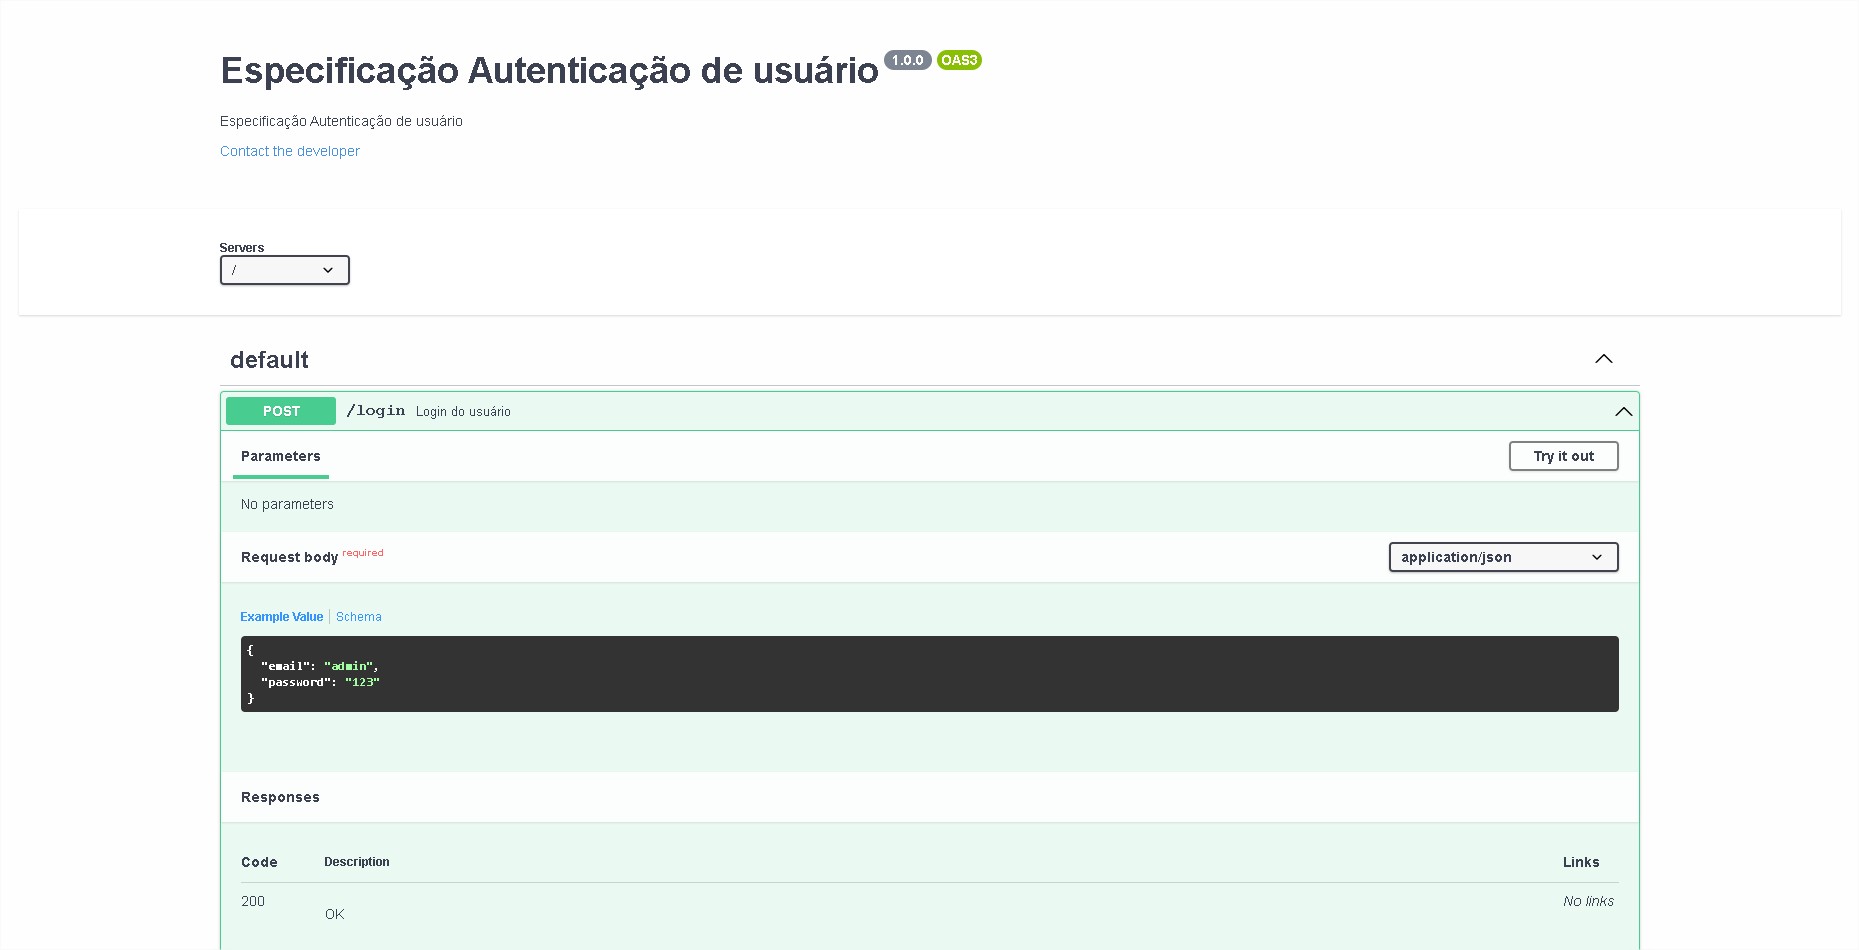 Especificação Autenticação de usuário 1.0.0 OAS3
Especificação Autenticação de usuário
Contact the developer
Servers
/
default
POST /login Login do usuário
Parameters Try it out
No parameters
Request body required application/json
Example Value Schema
{
"email": "admin",
"password": "123"
}
Responses
Code Description Links
200 OK No links